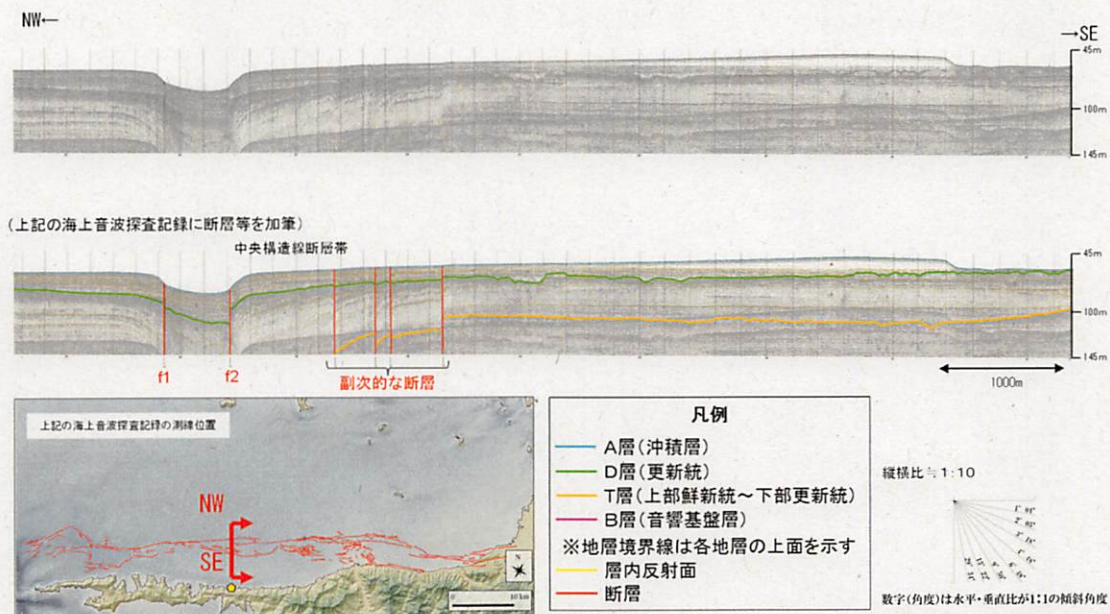 NW←
→SE
45m
100m
145m
(上記の海上音波探査記録に断層等を加筆)
中央構造線断層帯
45m
100m
145m
f1
f2
副次的な断層
1000m
上記の海上音波探査記録の測線位置
NW
SE
N
0
10 km
凡例
A層(沖積層)
D層(更新統)
T層(上部鮮新統~下部更新統)
B層(音響基盤層)
※地層境界線は各地層の上面を示す
層内反射面
断層
縦横比≒1:10
数字(角度)は水平・垂直比が1:1の傾斜角度